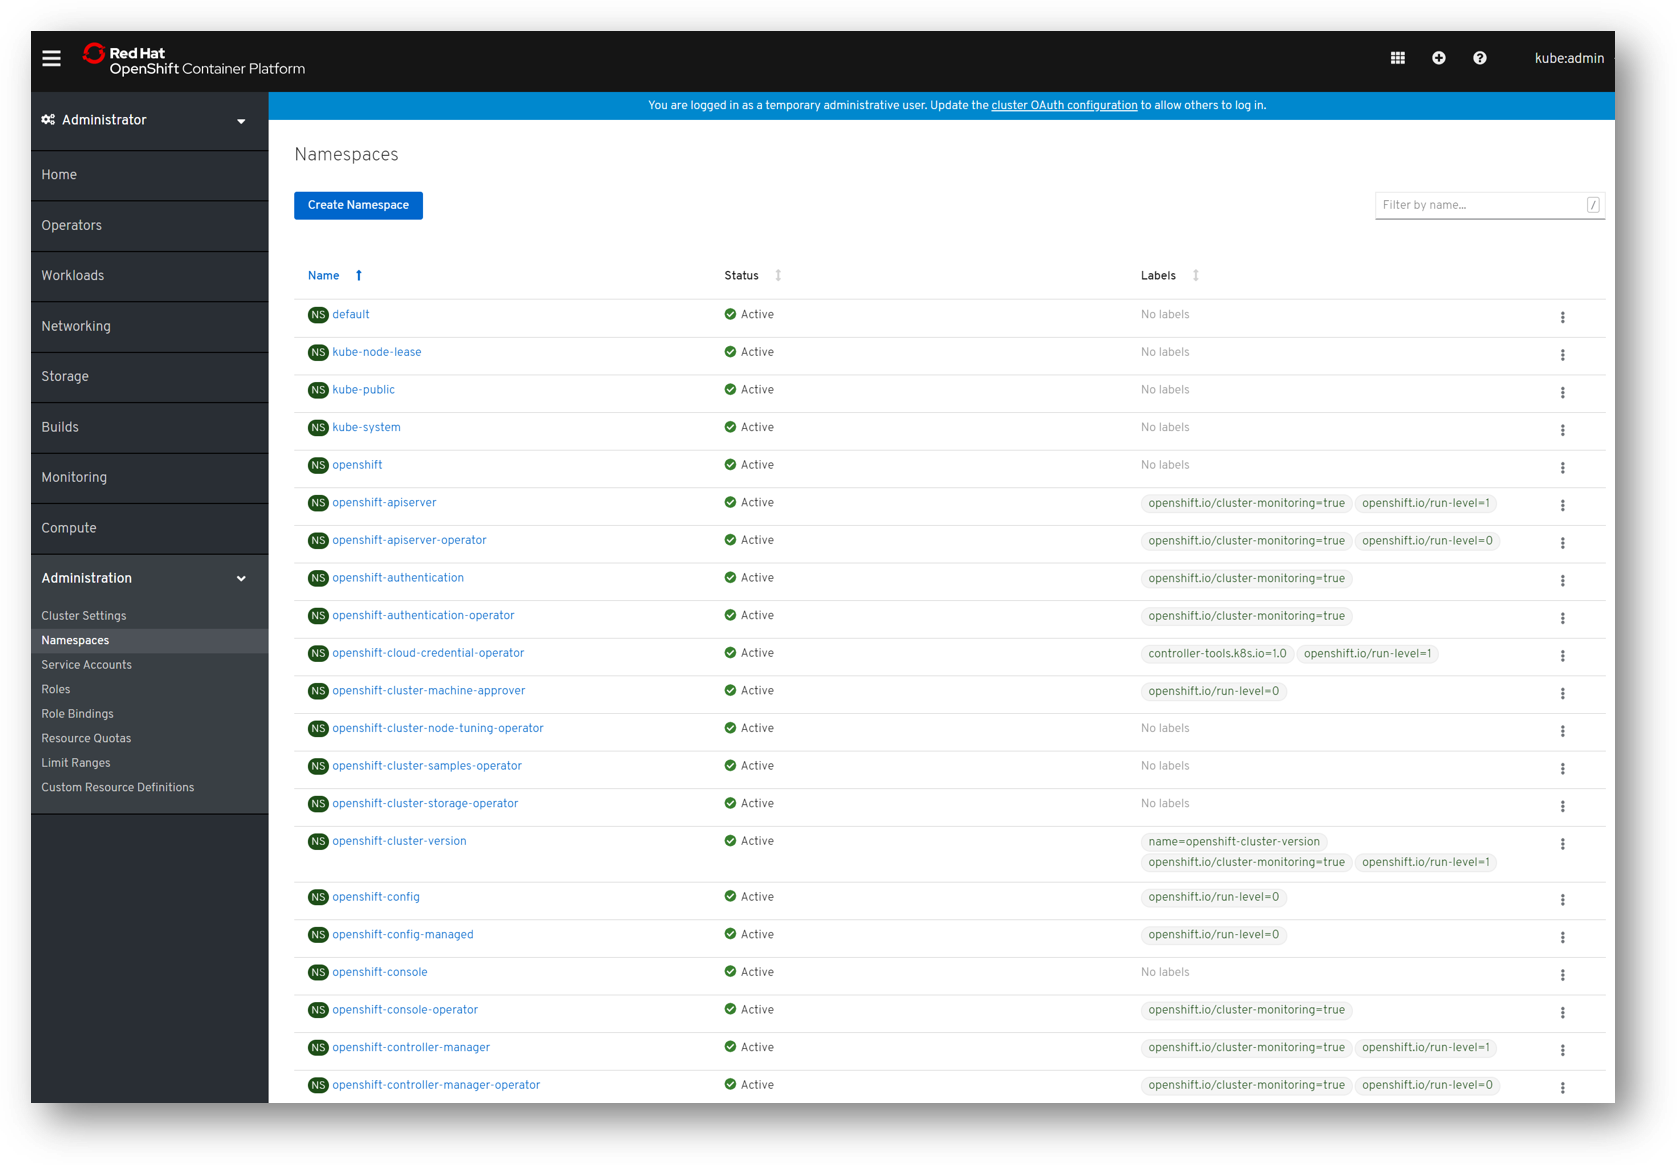 Red Hat
OpenShift Container Platform
kube:admin
Administrator
You are logged in as a temporary administrative user. Update the cluster OAuth configuration to allow others to log in.
Home
Operators
Workloads
Networking
Storage
Builds
Monitoring
Compute
Administration
Cluster Settings
Namespaces
Service Accounts
Roles
Role Bindings
Resource Quotas
Limit Ranges
Custom Resource Definitions
Namespaces
Create Namespace
Filter by name... /
Name Status Labels
NS default Active No labels
NS kube-node-lease Active No labels
NS kube-public Active No labels
NS kube-system Active No labels
NS openshift Active No labels
NS openshift-apiserver Active openshift.io/cluster-monitoring=true openshift.io/run-level=1
NS openshift-apiserver-operator Active openshift.io/cluster-monitoring=true openshift.io/run-level=0
NS openshift-authentication Active openshift.io/cluster-monitoring=true
NS openshift-authentication-operator Active openshift.io/cluster-monitoring=true
NS openshift-cloud-credential-operator Active controller-tools.k8s.io=1.0 openshift.io/run-level=1
NS openshift-cluster-machine-approver Active openshift.io/run-level=0
NS openshift-cluster-node-tuning-operator Active No labels
NS openshift-cluster-samples-operator Active No labels
NS openshift-cluster-storage-operator Active No labels
NS openshift-cluster-version Active name=openshift-cluster-version
openshift.io/cluster-monitoring=true openshift.io/run-level=1
NS openshift-config Active openshift.io/run-level=0
NS openshift-config-managed Active openshift.io/run-level=0
NS openshift-console Active No labels
NS openshift-console-operator Active openshift.io/cluster-monitoring=true
NS openshift-controller-manager Active openshift.io/cluster-monitoring=true openshift.io/run-level=1
NS openshift-controller-manager-operator Active openshift.io/cluster-monitoring=true openshift.io/run-level=0